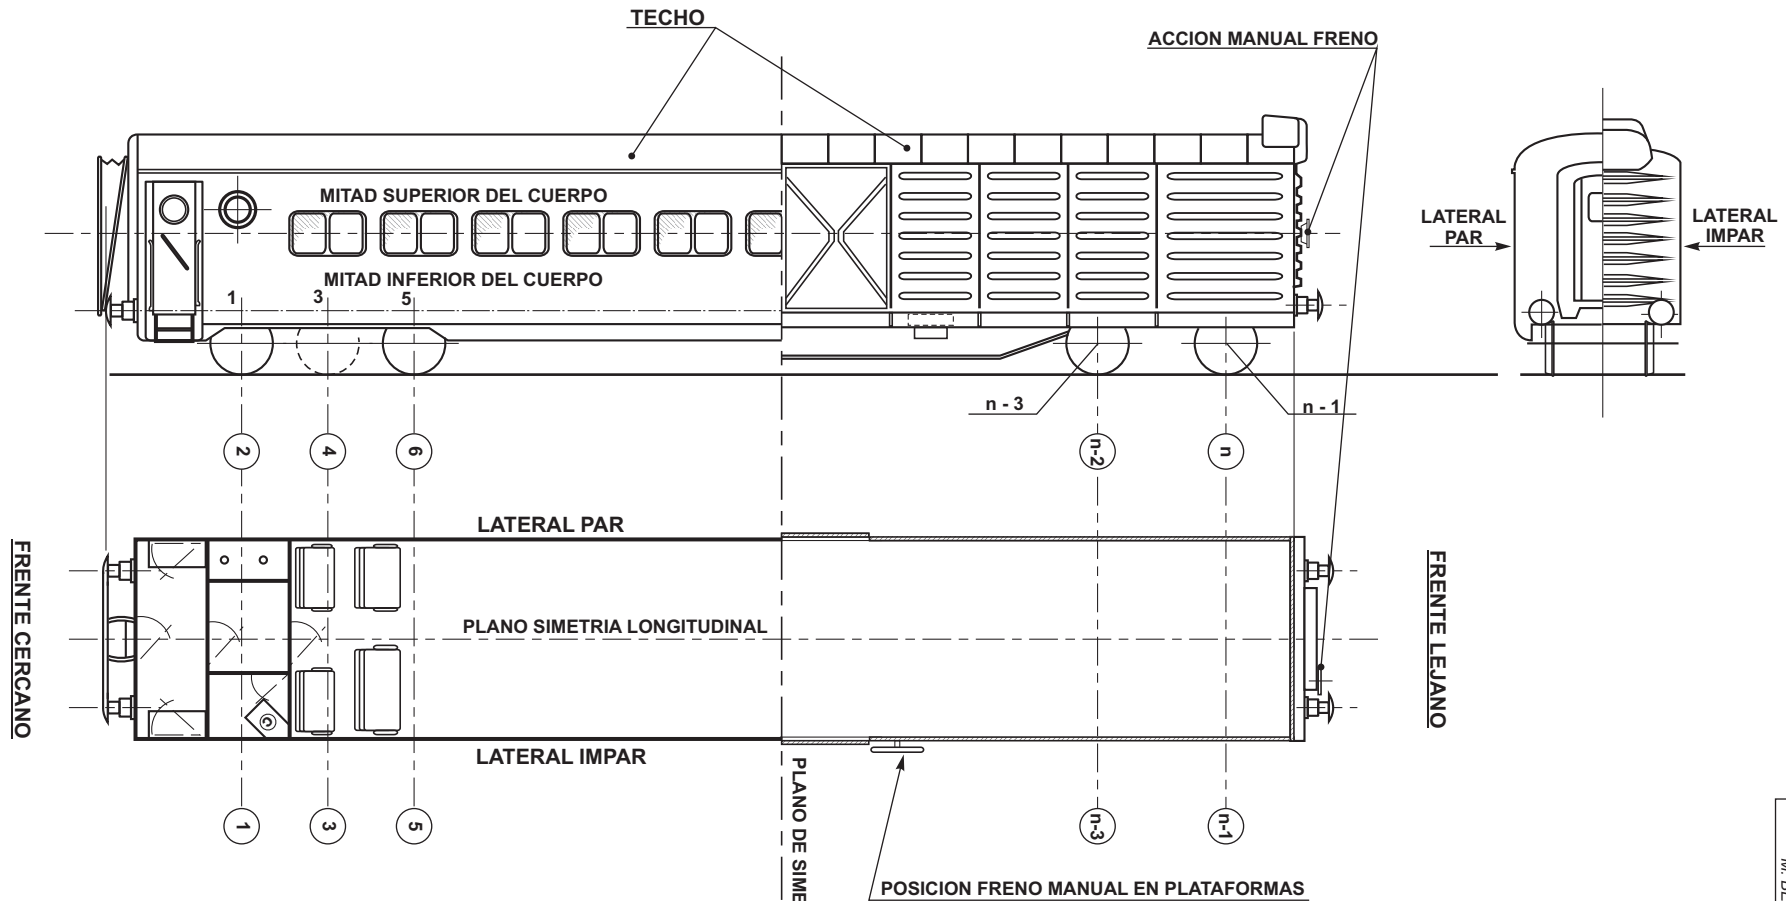 TECHO
ACCION MANUAL FRENO
MITAD SUPERIOR DEL CUERPO
LATERAL
PAR
LATERAL
IMPAR
MITAD INFERIOR DEL CUERPO
1
3
5
n - 3
n - 1
2
4
6
n-2
n
LATERAL PAR
FRENTE CERCANO
PLANO SIMETRIA LONGITUDINAL
FRENTE LEJANO
C
LATERAL IMPAR
PLANO DE SIME
1
3
5
n-3
n-1
POSICION FRENO MANUAL EN PLATAFORMAS